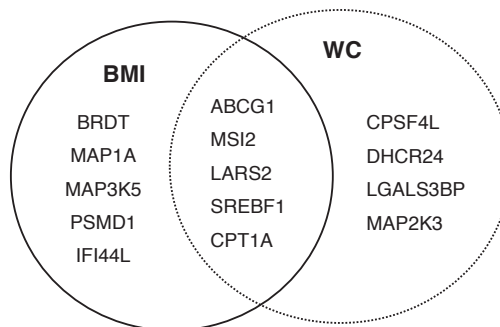 BMI
WC
BRDT
MAP1A
MAP3K5
PSMD1
IFI44L
ABCG1
MSI2
LARS2
SREBF1
CPT1A
CPSF4L
DHCR24
LGALS3BP
MAP2K3